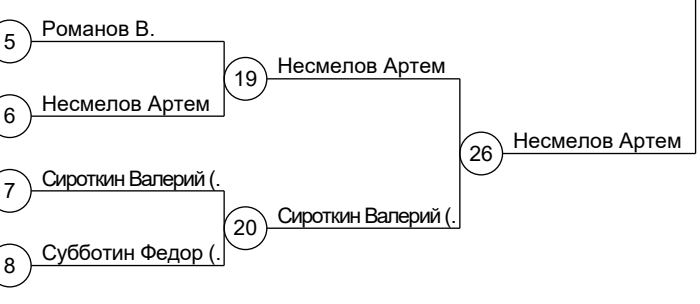 5 Романов В.
19 Несмелов Артем
6 Несмелов Артем
26 Несмелов Артем
7 Сироткин Валерий (.
20 Сироткин Валерий (.
8 Субботин Федор (.